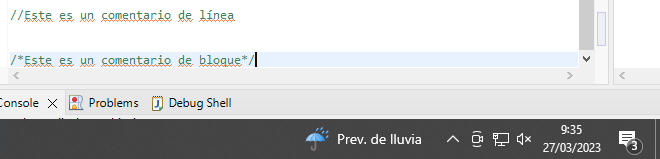 //Este es un comentario de línea
/*Este es un comentario de bloque*/
Console Problems Debug Shell
Prev. de lluvia
9:35
27/03/2023
3